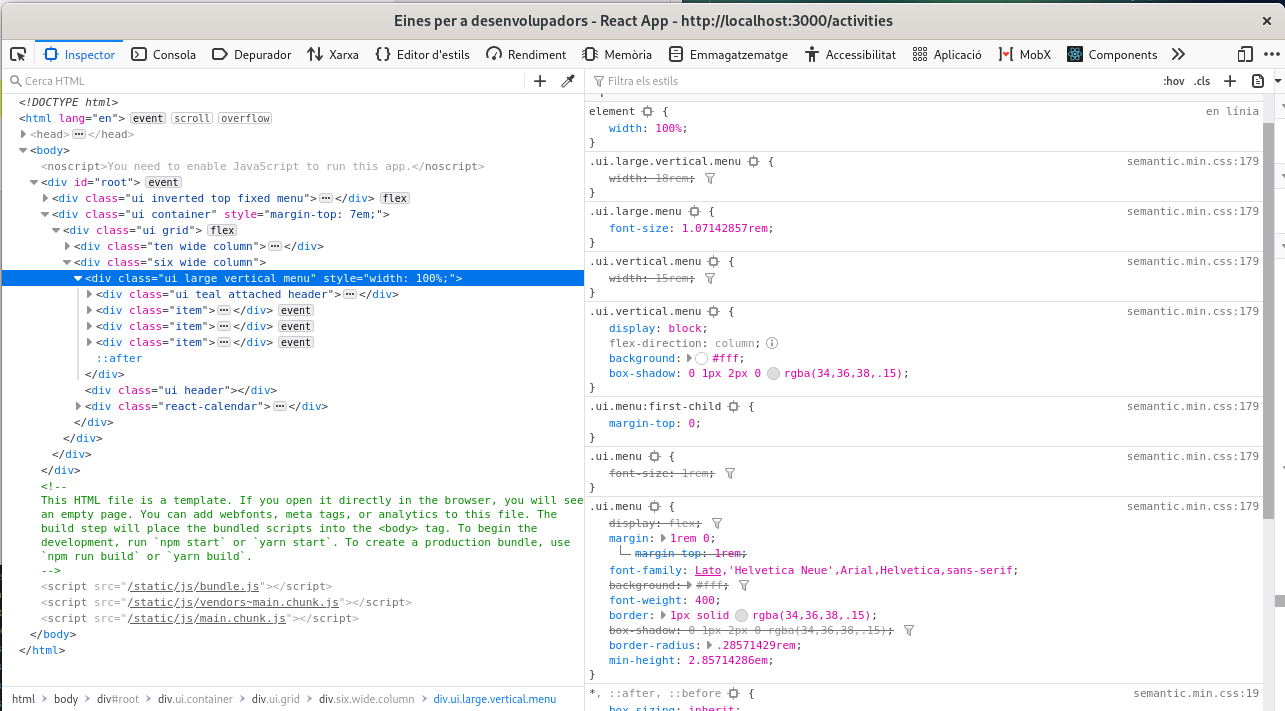 Eines per a desenvolupadors - React App - http://localhost:3000/activities
Inspector Consola Depurador Xarxa Editor d'estils Rendiment Memòria Emmagatzematge Accessibilitat Aplicació MobX Components
Cerca HTML
<!DOCTYPE html>
<html lang="en"> event scroll overflow
<head> ··· </head>
<body>
<noscript>You need to enable JavaScript to run this app.</noscript>
<div id="root"> event
<div class="ui inverted top fixed menu"> ··· </div> flex
<div class="ui container" style="margin-top: 7em;">
<div class="ui grid"> flex
<div class="ten wide column"> ··· </div>
<div class="six wide column">
<div class="ui large vertical menu" style="width: 100%;">
<div class="ui teal attached header"> ··· </div>
<div class="item"> ··· </div> event
<div class="item"> ··· </div> event
<div class="item"> ··· </div> event
::after
</div>
<div class="ui header"></div>
<div class="react-calendar"> ··· </div>
</div>
</div>
</div>
</div>
<!--
This HTML file is a template. If you open it directly in the browser, you will see
an empty page. You can add webfonts, meta tags, or analytics to this file. The
build step will place the bundled scripts into the <body> tag. To begin the
development, run `npm start` or `yarn start`. To create a production bundle, use
`npm run build` or `yarn build`.
-->
<script src="/static/js/bundle.js"></script>
<script src="/static/js/vendors~main.chunk.js"></script>
<script src="/static/js/main.chunk.js"></script>
</body>
</html>
html > body > div#root > div.ui.container > div.ui.grid > div.six.wide.column > div.ui.large.vertical.menu
Filtra els estils :hov .cls
element { en línia
width: 100%;
}
.ui.large.vertical.menu { semantic.min.css:179
width: 18rem;
}
.ui.large.menu { semantic.min.css:179
font-size: 1.07142857rem;
}
.ui.vertical.menu { semantic.min.css:179
width: 15rem;
}
.ui.vertical.menu { semantic.min.css:179
display: block;
flex-direction: column;
background: #fff;
box-shadow: 0 1px 2px 0 rgba(34,36,38,.15);
}
.ui.menu:first-child { semantic.min.css:179
margin-top: 0;
}
.ui.menu { semantic.min.css:179
font-size: 1rem;
}
.ui.menu { semantic.min.css:179
display: flex;
margin: 1rem 0;
margin-top: 1rem;
font-family: Lato,'Helvetica Neue',Arial,Helvetica,sans-serif;
background: #fff;
font-weight: 400;
border: 1px solid rgba(34,36,38,.15);
box-shadow: 0 1px 2px 0 rgba(34,36,38,.15);
border-radius: .28571429rem;
min-height: 2.85714286em;
}
*, ::after, ::before { semantic.min.css:19
box-sizing: inherit;